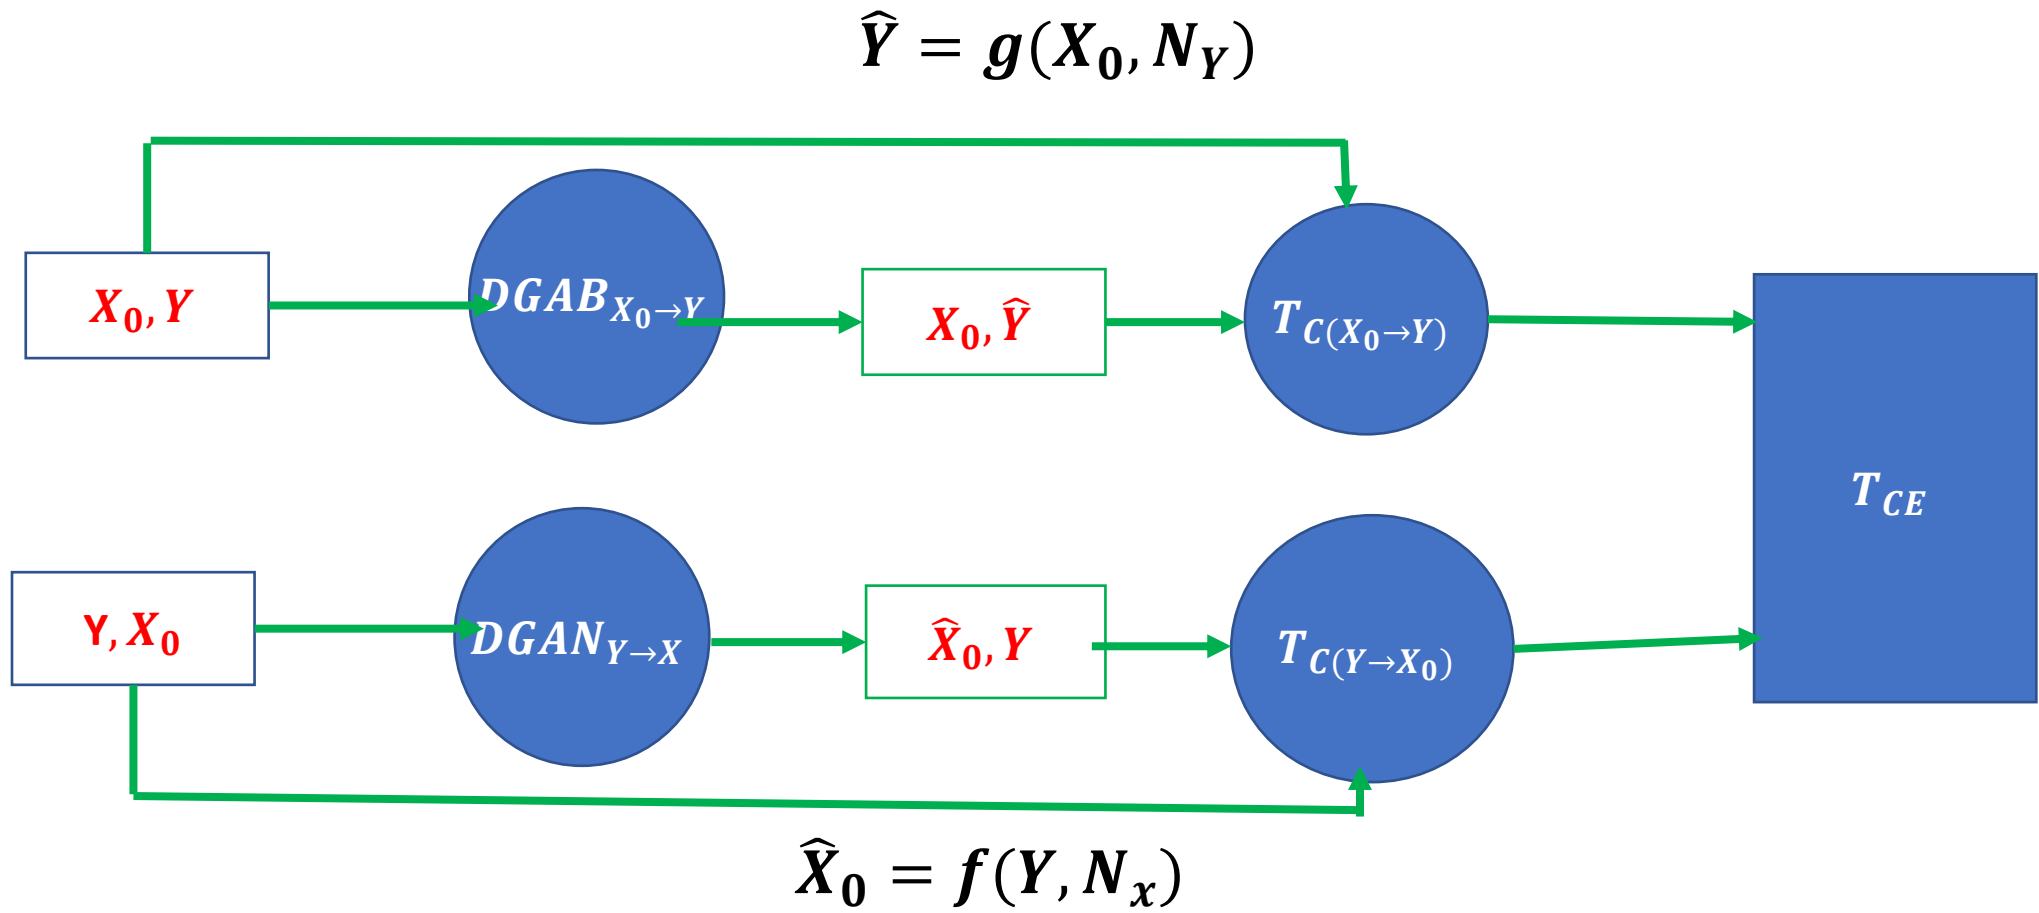 Ŷ = g(X₀, N_Y)
X₀, Y
DGAB_{X₀→Y}
X₀, Ŷ
T_{C(X₀→Y)}
T_{CE}
Y, X₀
DGAN_{Y→X}
X̂₀, Y
T_{C(Y→X₀)}
X̂₀ = f(Y, N_x)